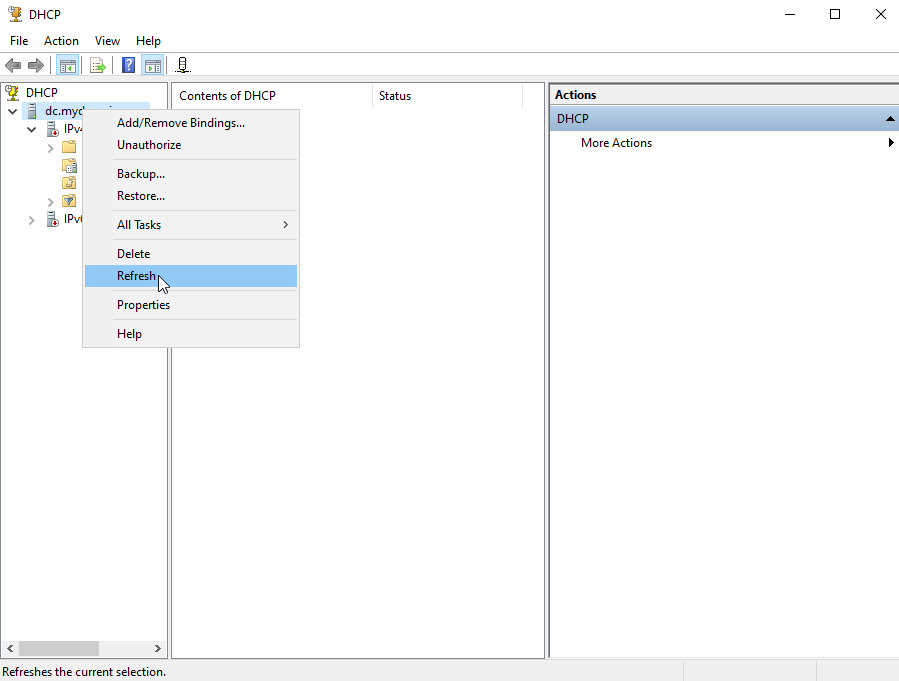 DHCP
File Action View Help
DHCP
Contents of DHCP Status
Actions
dc.myd
DHCP
IPv4
Add/Remove Bindings...
More Actions
Unauthorize
Backup...
Restore...
IPv6
All Tasks
Delete
Refresh
Properties
Help
Refreshes the current selection.